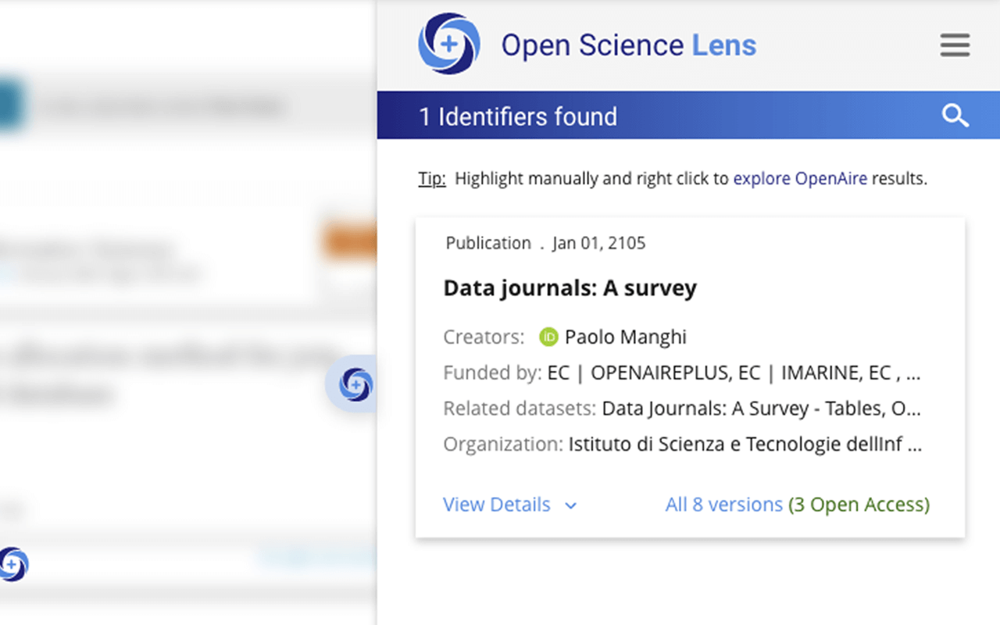 Open Science Lens
1 Identifiers found
Tip: Highlight manually and right click to explore OpenAire results.
Publication . Jan 01, 2105
Data journals: A survey
Creators: iD Paolo Manghi
Funded by: EC | OPENAIREPLUS, EC | IMARINE, EC , ...
Related datasets: Data Journals: A Survey - Tables, O...
Organization: Istituto di Scienza e Tecnologie dellInf ...
View Details All 8 versions (3 Open Access)